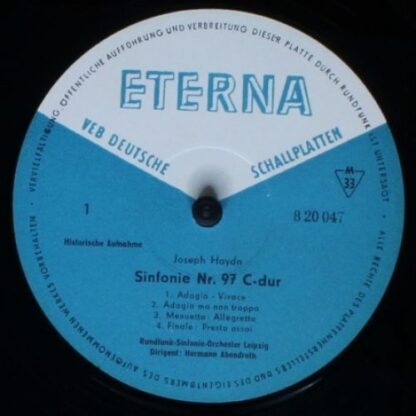 VERVIELFÄLTIGUNG ÖFFENTLICHE AUFFÜHRUNG UND VERBREITUNG DIESER PLATTE DURCH RUNDFUNK IST UNTERSAGT
ALLE RECHTE DES PLATTENHERSTELLERS UND DES EIGENTÜMERS DES AUFGENOMMENEN WERKES VORBEHALTEN
ETERNA
VEB DEUTSCHE SCHALLPLATTEN
M
33
1
8 20 047
Historische Aufnahme
Joseph Haydn
Sinfonie Nr. 97 C-dur
1. Adagio - Vivace
2. Adagio ma non troppo
3. Menuetto: Allegretto
4. Finale: Presto assai
Rundfunk-Sinfonie-Orchester Leipzig
Dirigent: Hermann Abendroth